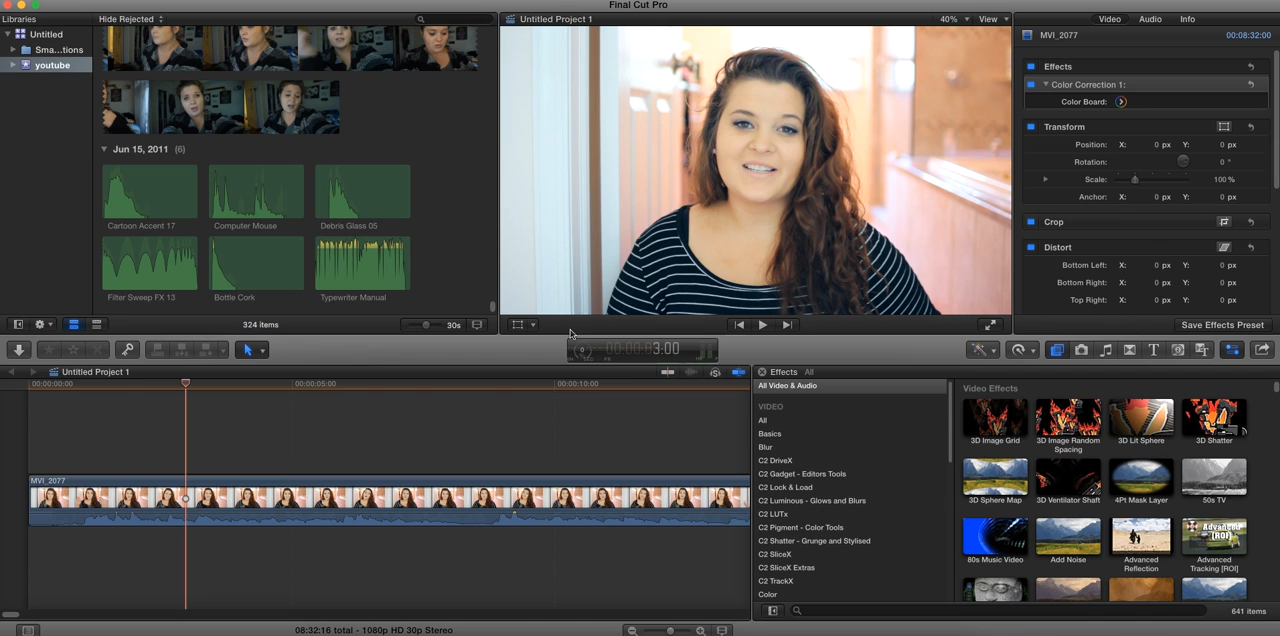 Final Cut Pro
Libraries
Hide Rejected
Untitled
Sma...tions
youtube
Jun 15, 2011 (6)
Cartoon Accent 17
Computer Mouse
Debris Glass 05
Filter Sweep FX 13
Bottle Cork
Typewriter Manual
324 items
30s
Untitled Project 1
40%
View
Video
Audio
Info
MVI_2077
00:08:32:00
Effects
Color Correction 1:
Color Board:
Transform
Position: X: 0 px Y: 0 px
Rotation: 0 °
Scale: 100 %
Anchor: X: 0 px Y: 0 px
Crop
Distort
Bottom Left: X: 0 px Y: 0 px
Bottom Right: X: 0 px Y: 0 px
Top Right: X: 0 px Y: 0 px
Save Effects Preset
3:00
Untitled Project 1
00:00:00:00
00:00:05:00
00:00:10:00
MVI_2077
Effects All
All Video & Audio
VIDEO
All
Basics
Blur
C2 DriveX
C2 Gadget - Editors Tools
C2 Lock & Load
C2 Luminous - Glows and Blurs
C2 LUTx
C2 Pigment - Color Tools
C2 Shatter - Grunge and Stylised
C2 SliceX
C2 SliceX Extras
C2 TrackX
Color
Video Effects
3D Image Grid
3D Image Random Spacing
3D Lit Sphere
3D Shatter
3D Sphere Map
3D Ventilator Shaft
4Pt Mask Layer
50s TV
80s Music Video
Add Noise
Advanced Reflection
Advanced [ROI]
Advanced Tracking [ROI]
641 items
08:32:16 total - 1080p HD 30p Stereo